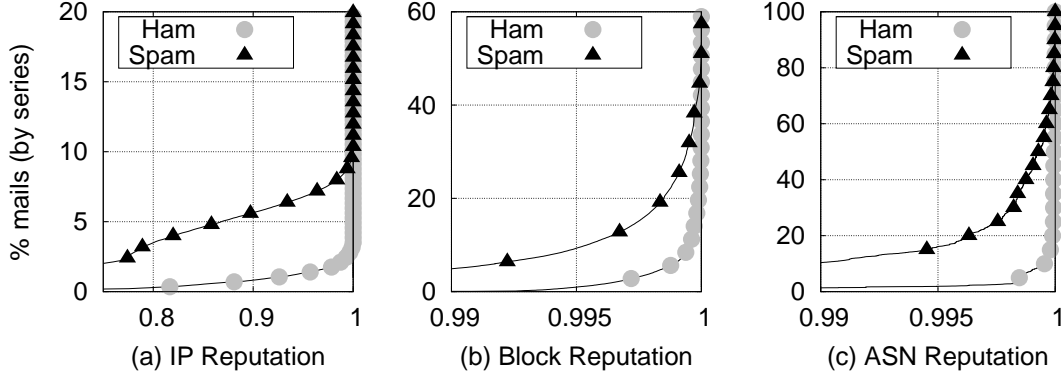 % mails (by series)
20
15
10
5
0
Ham
Spam
0.8
0.9
1
(a) IP Reputation
60
40
20
0
Ham
Spam
0.99
0.995
1
(b) Block Reputation
100
80
60
40
20
0
Ham
Spam
0.99
0.995
1
(c) ASN Reputation